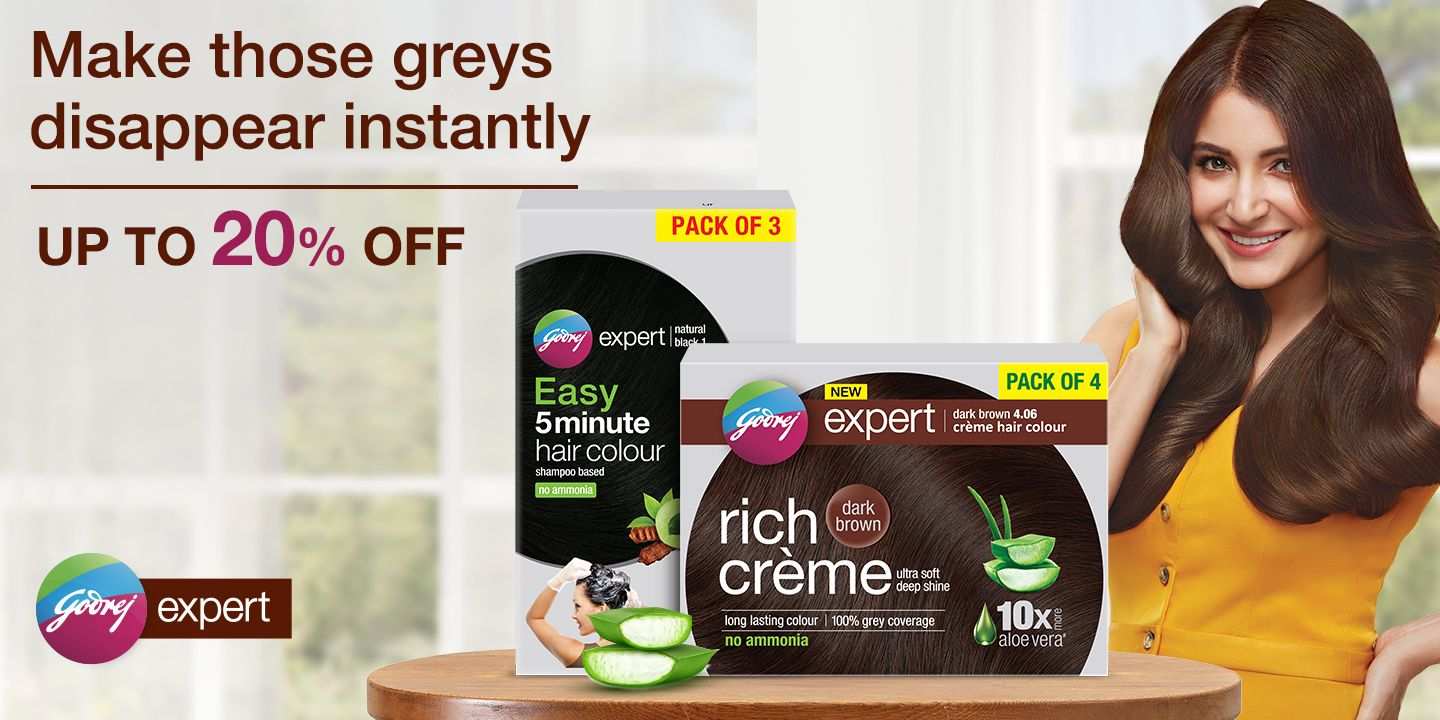 Make those greys
disappear instantly
UP TO 20% OFF
PACK OF 3
Godrej expert natural
black 1
Easy
5 minute
hair colour
shampoo based
no ammonia
PACK OF 4
NEW
Godrej expert dark brown 4.06
crème hair colour
rich dark
brown
crème ultra soft
deep shine
long lasting colour | 100% grey coverage
no ammonia
10x more
aloe vera*
Godrej expert